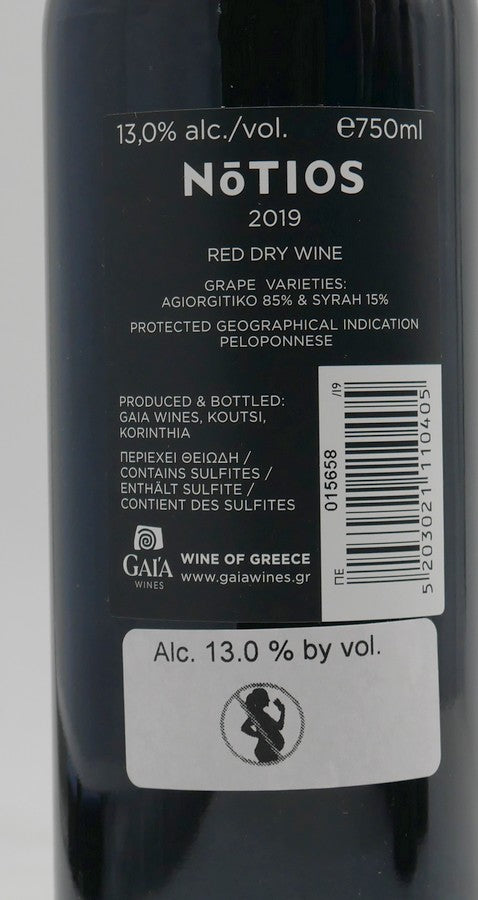 13,0% alc./vol. ℮750ml
NōTIOS
2019
RED DRY WINE
GRAPE VARIETIES:
AGIORGITIKO 85% & SYRAH 15%
PROTECTED GEOGRAPHICAL INDICATION
PELOPONNESE
PRODUCED & BOTTLED:
GAIA WINES, KOUTSI,
KORINTHIA
ΠΕΡΙΕΧΕΙ ΘΕΙΩΔΗ /
CONTAINS SULFITES /
ENTHÄLT SULFITE /
CONTIENT DES SULFITES
GAI'A
WINES
WINE OF GREECE
www.gaiawines.gr
ΠΕ 015658 /19
5 203021 110405
Alc. 13.0 % by vol.